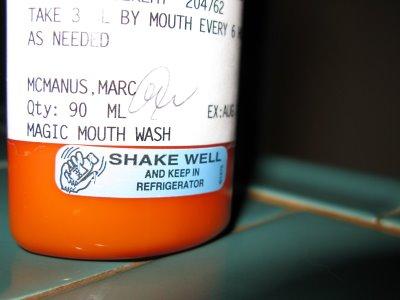 204/62
TAKE 3 BY MOUTH EVERY 6
AS NEEDED
MCMANUS, MARC
Qty: 90 ML EX:AUG
MAGIC MOUTH WASH
SHAKE WELL
AND KEEP IN
REFRIGERATOR